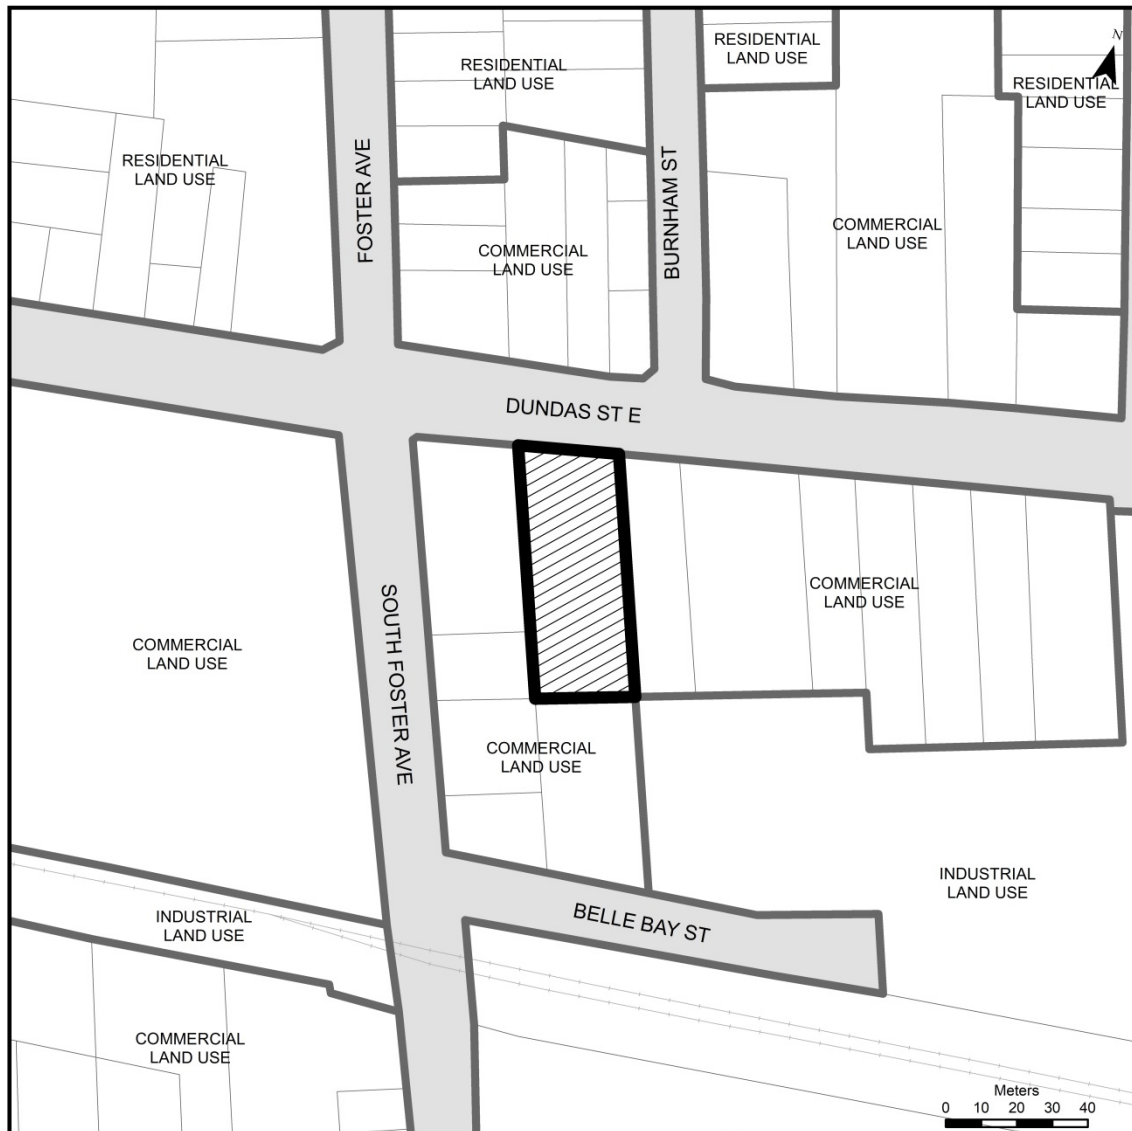 RESIDENTIAL
LAND USE
RESIDENTIAL
LAND USE
N
RESIDENTIAL
LAND USE
RESIDENTIAL
LAND USE
FOSTER AVE
BURNHAM ST
COMMERCIAL
LAND USE
COMMERCIAL
LAND USE
DUNDAS ST E
COMMERCIAL
LAND USE
SOUTH FOSTER AVE
COMMERCIAL
LAND USE
COMMERCIAL
LAND USE
INDUSTRIAL
LAND USE
INDUSTRIAL
LAND USE
BELLE BAY ST
COMMERCIAL
LAND USE
Meters
0 10 20 30 40